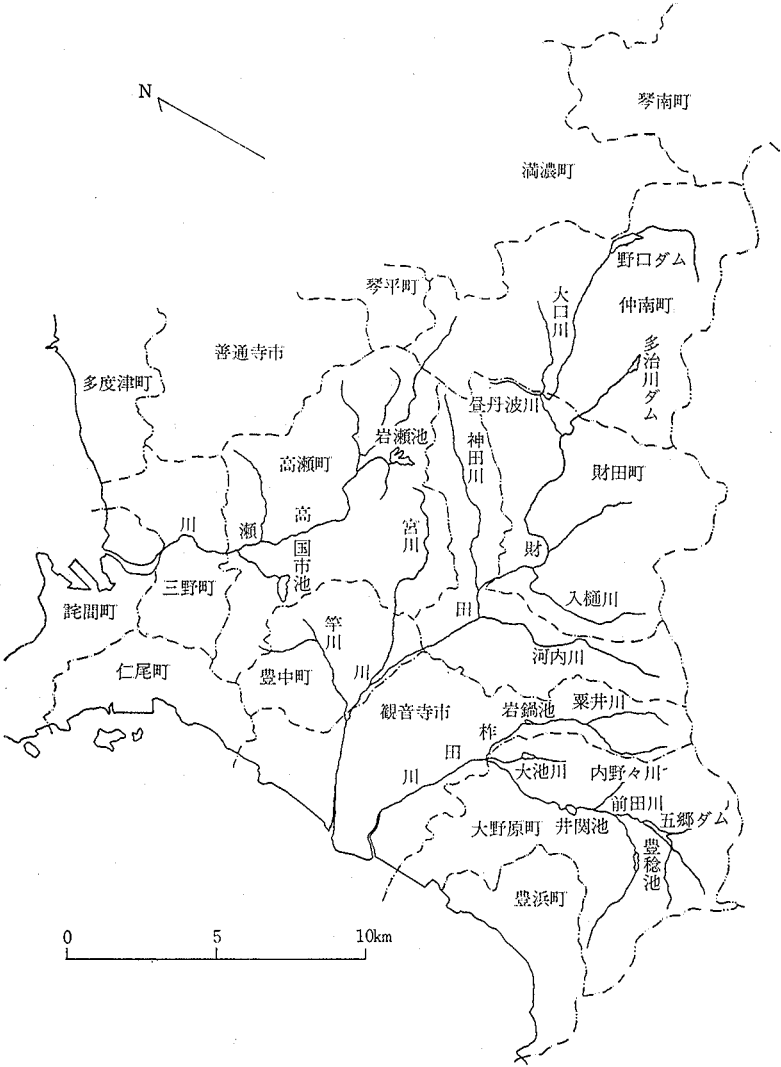 N
琴南町
満濃町
野口ダム
琴平町
大口川
仲南町
善通寺市
多度津町
多治川ダム
畳丹波川
岩瀬池
神田川
高瀬町
財田町
高瀬川
宮川
国市池
財田川
三野町
入樋川
詫間町
竿川
河内川
仁尾町
豊中町
粟井川
岩鍋池
観音寺市
柞田川
大池川
内野々川
前田川
五郷ダム
大野原町
井関池
豊稔池
豊浜町
0 5 10km